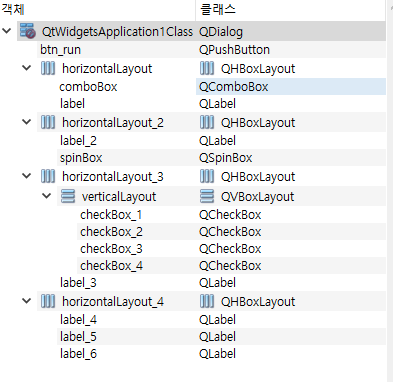 객체 클래스
QtWidgetsApplication1Class QDialog
btn_run QPushButton
horizontalLayout QHBoxLayout
comboBox QComboBox
label QLabel
horizontalLayout_2 QHBoxLayout
label_2 QLabel
spinBox QSpinBox
horizontalLayout_3 QHBoxLayout
verticalLayout QVBoxLayout
checkBox_1 QCheckBox
checkBox_2 QCheckBox
checkBox_3 QCheckBox
checkBox_4 QCheckBox
label_3 QLabel
horizontalLayout_4 QHBoxLayout
label_4 QLabel
label_5 QLabel
label_6 QLabel